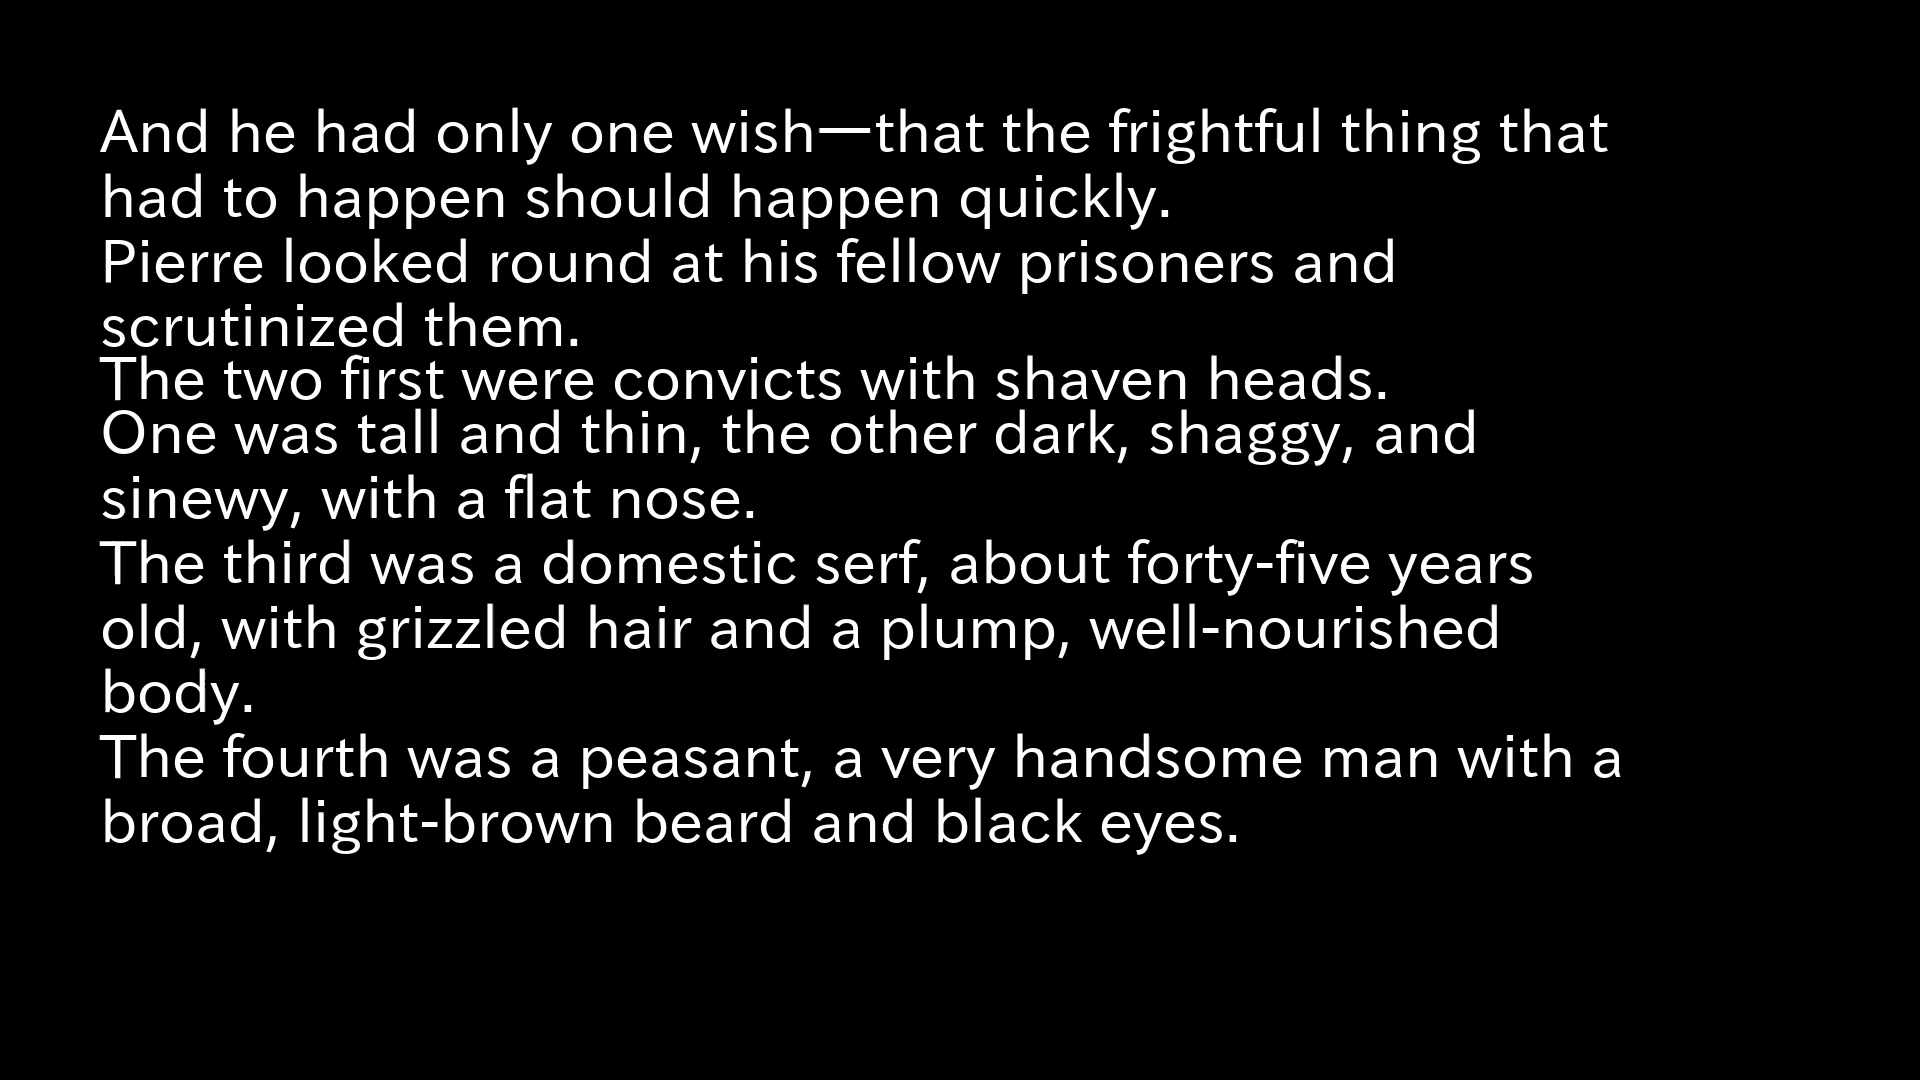 And he had only one wish—that the frightful thing that
had to happen should happen quickly.
Pierre looked round at his fellow prisoners and
scrutinized them.
The two first were convicts with shaven heads.
One was tall and thin, the other dark, shaggy, and
sinewy, with a flat nose.
The third was a domestic serf, about forty-five years
old, with grizzled hair and a plump, well-nourished
body.
The fourth was a peasant, a very handsome man with a
broad, light-brown beard and black eyes.